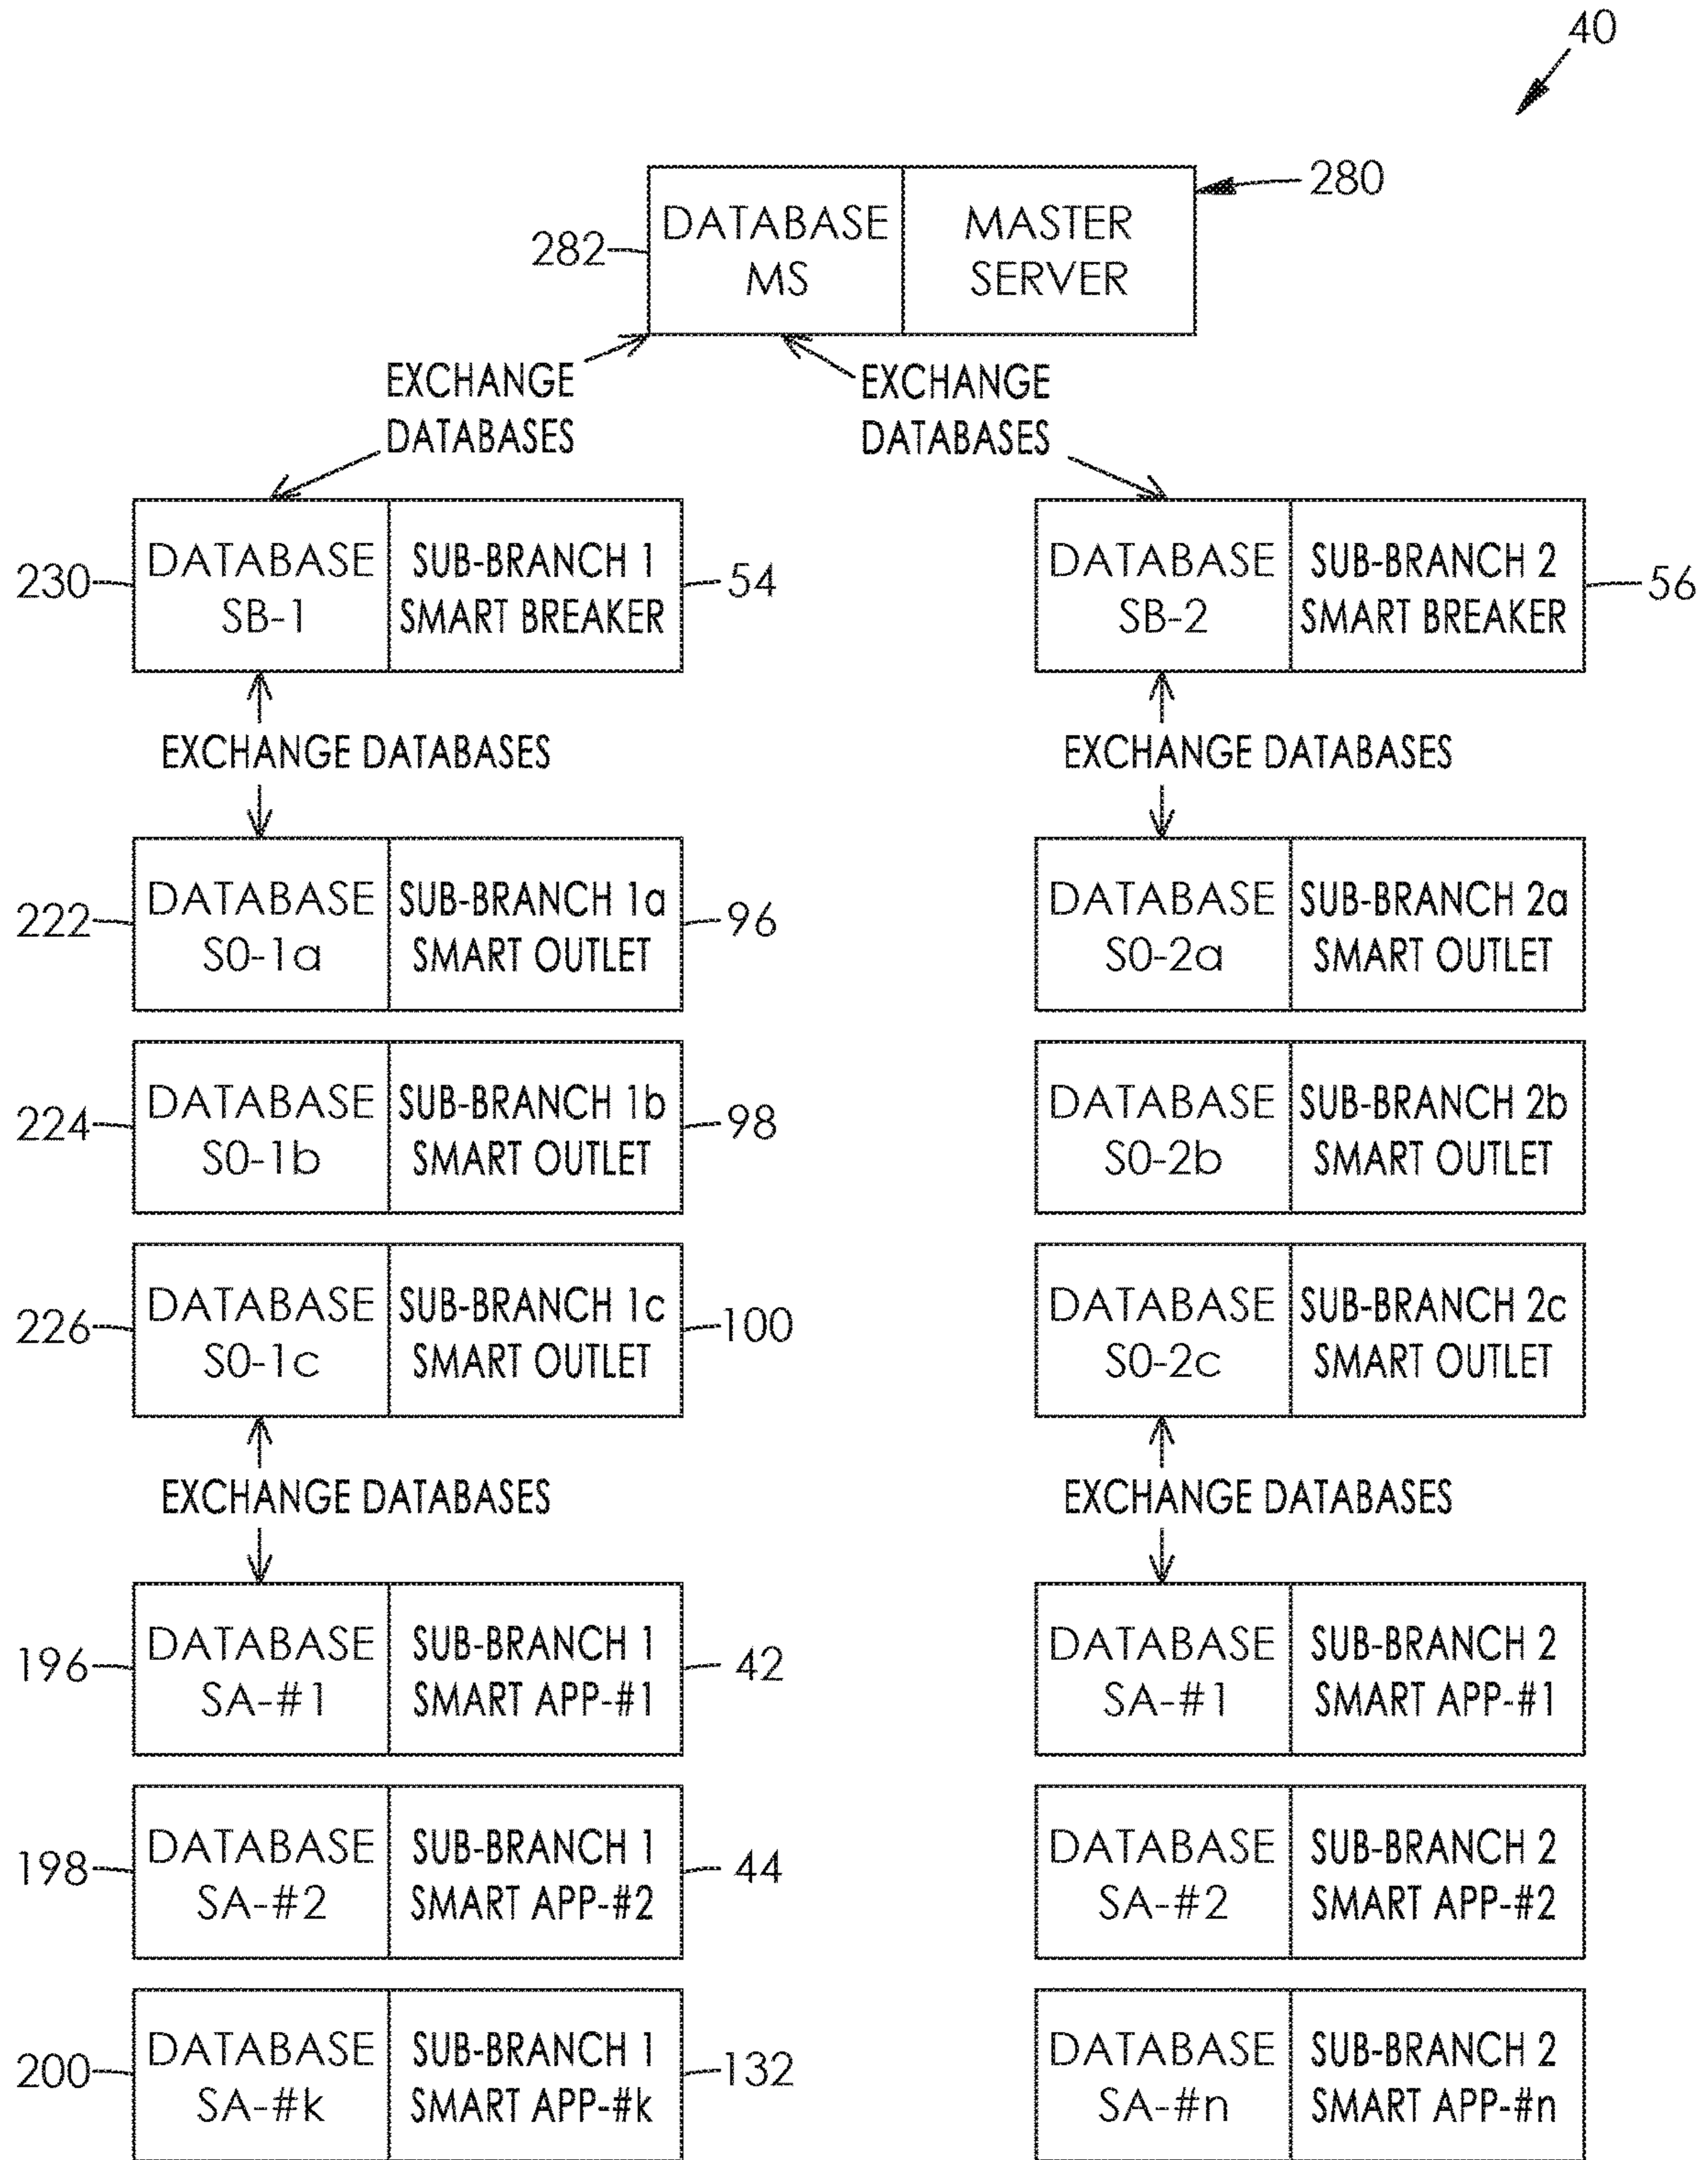 40
280
282
DATABASE
MS
MASTER
SERVER
EXCHANGE
DATABASES
EXCHANGE
DATABASES
230
DATABASE
SB-1
SUB-BRANCH 1
SMART BREAKER
54
DATABASE
SB-2
SUB-BRANCH 2
SMART BREAKER
56
EXCHANGE DATABASES
EXCHANGE DATABASES
222
DATABASE
S0-1a
SUB-BRANCH 1a
SMART OUTLET
96
DATABASE
S0-2a
SUB-BRANCH 2a
SMART OUTLET
224
DATABASE
S0-1b
SUB-BRANCH 1b
SMART OUTLET
98
DATABASE
S0-2b
SUB-BRANCH 2b
SMART OUTLET
226
DATABASE
S0-1c
SUB-BRANCH 1c
SMART OUTLET
100
DATABASE
S0-2c
SUB-BRANCH 2c
SMART OUTLET
EXCHANGE DATABASES
EXCHANGE DATABASES
196
DATABASE
SA-#1
SUB-BRANCH 1
SMART APP-#1
42
DATABASE
SA-#1
SUB-BRANCH 2
SMART APP-#1
198
DATABASE
SA-#2
SUB-BRANCH 1
SMART APP-#2
44
DATABASE
SA-#2
SUB-BRANCH 2
SMART APP-#2
200
DATABASE
SA-#k
SUB-BRANCH 1
SMART APP-#k
132
DATABASE
SA-#n
SUB-BRANCH 2
SMART APP-#n